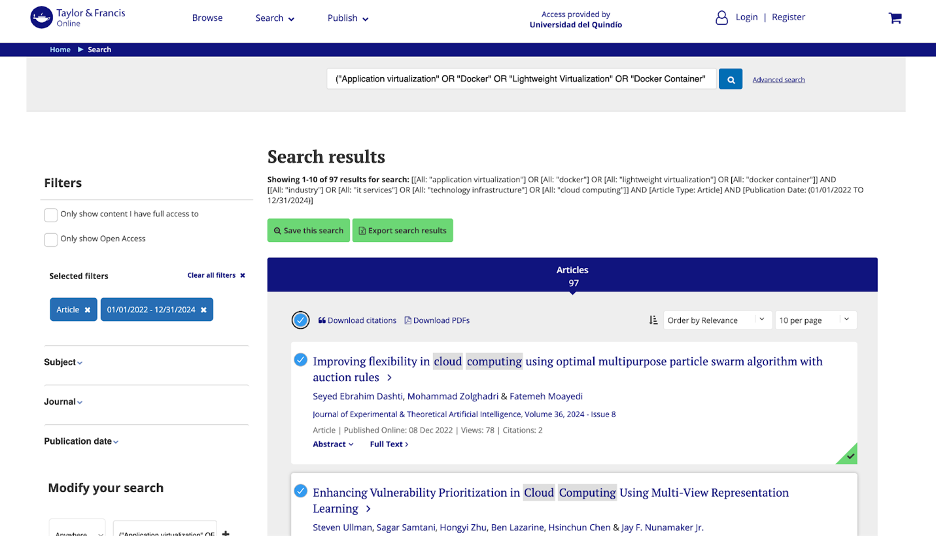 Taylor & Francis
Online
Browse
Search
Publish
Access provided by
Universidad del Quindio
Login | Register
Home ▶ Search
("Application virtualization" OR "Docker" OR "Lightweight Virtualization" OR "Docker Container"
Advanced search
Search results
Filters
Showing 1-10 of 97 results for search: [[All: "application virtualization"] OR [All: "docker"] OR [All: "lightweight virtualization"] OR [All: "docker container"]] AND
[[All: "industry"] OR [All: "it services"] OR [All: "technology infrastructure"] OR [All: "cloud computing"]] AND [Article Type: Article] AND [Publication Date: (01/01/2022 TO
12/31/2024)]
Only show content I have full access to
Only show Open Access
Save this search
Export search results
Selected filters
Clear all filters ×
Article ×
01/01/2022 - 12/31/2024 ×
Articles
97
Download citations
Download PDFs
Order by Relevance
10 per page
Subject
Journal
Publication date
Improving flexibility in cloud computing using optimal multipurpose particle swarm algorithm with
auction rules >
Seyed Ebrahim Dashti, Mohammad Zolghadri & Fatemeh Moayedi
Journal of Experimental & Theoretical Artificial Intelligence, Volume 36, 2024 - Issue 8
Article | Published Online: 08 Dec 2022 | Views: 78 | Citations: 2
Abstract
Full Text >
Modify your search
Enhancing Vulnerability Prioritization in Cloud Computing Using Multi-View Representation
Learning >
Steven Ullman, Sagar Samtani, Hongyi Zhu, Ben Lazarine, Hsinchun Chen & Jay F. Nunamaker Jr.
Anywhere
("Application virtualization" OR